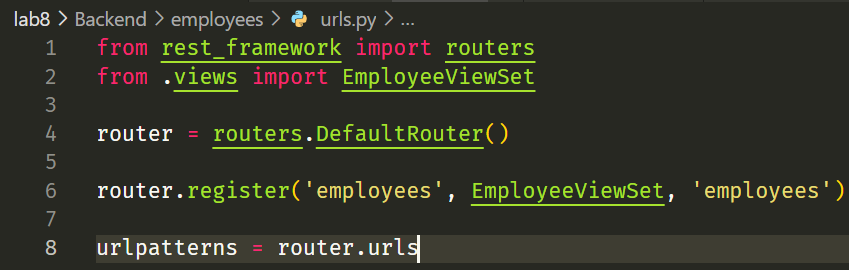 lab8 > Backend > employees > urls.py > ...
1 from rest_framework import routers
2 from .views import EmployeeViewSet
3
4 router = routers.DefaultRouter()
5
6 router.register('employees', EmployeeViewSet, 'employees')
7
8 urlpatterns = router.urls